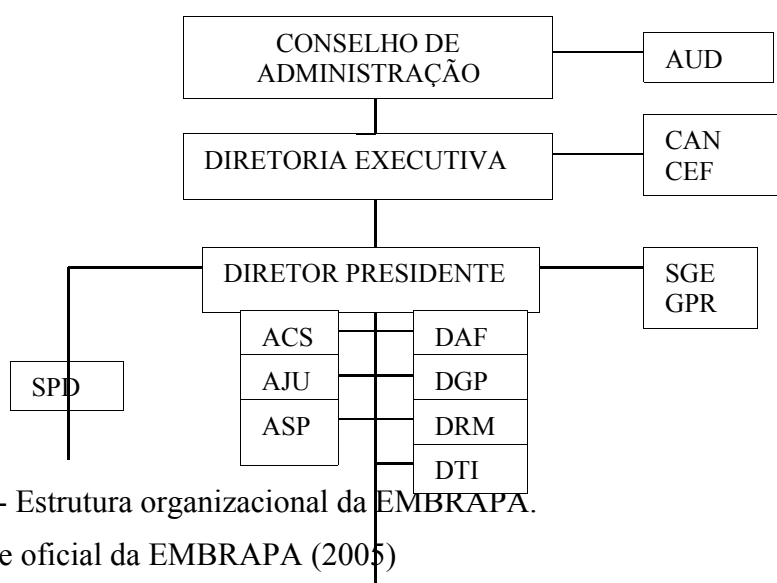 CONSELHO DE
ADMINISTRAÇÃO
AUD
DIRETORIA EXECUTIVA
CAN
CEF
DIRETOR PRESIDENTE
SGE
GPR
ACS
DAF
SPD
AJU
DGP
ASP
DRM
DTI
- Estrutura organizacional da EMBRAPA.
e oficial da EMBRAPA (2005)